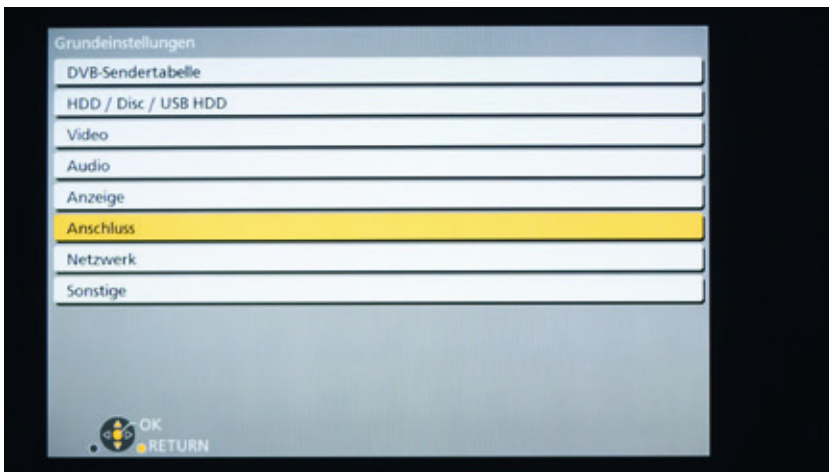 Grundeinstellungen
DVB-Sendertabelle
HDD / Disc / USB HDD
Video
Audio
Anzeige
Anschluss
Netzwerk
Sonstige
OK
RETURN